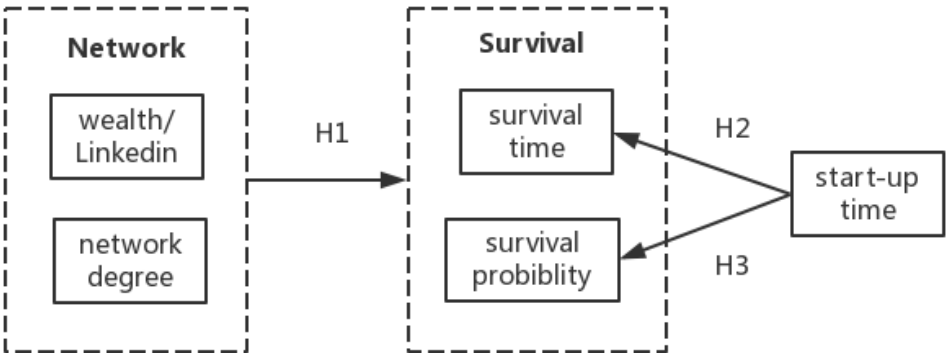 Network
wealth/
Linkedin
network
degree
H1
Survival
survival
time
survival
probiblity
H2
H3
start-up
time